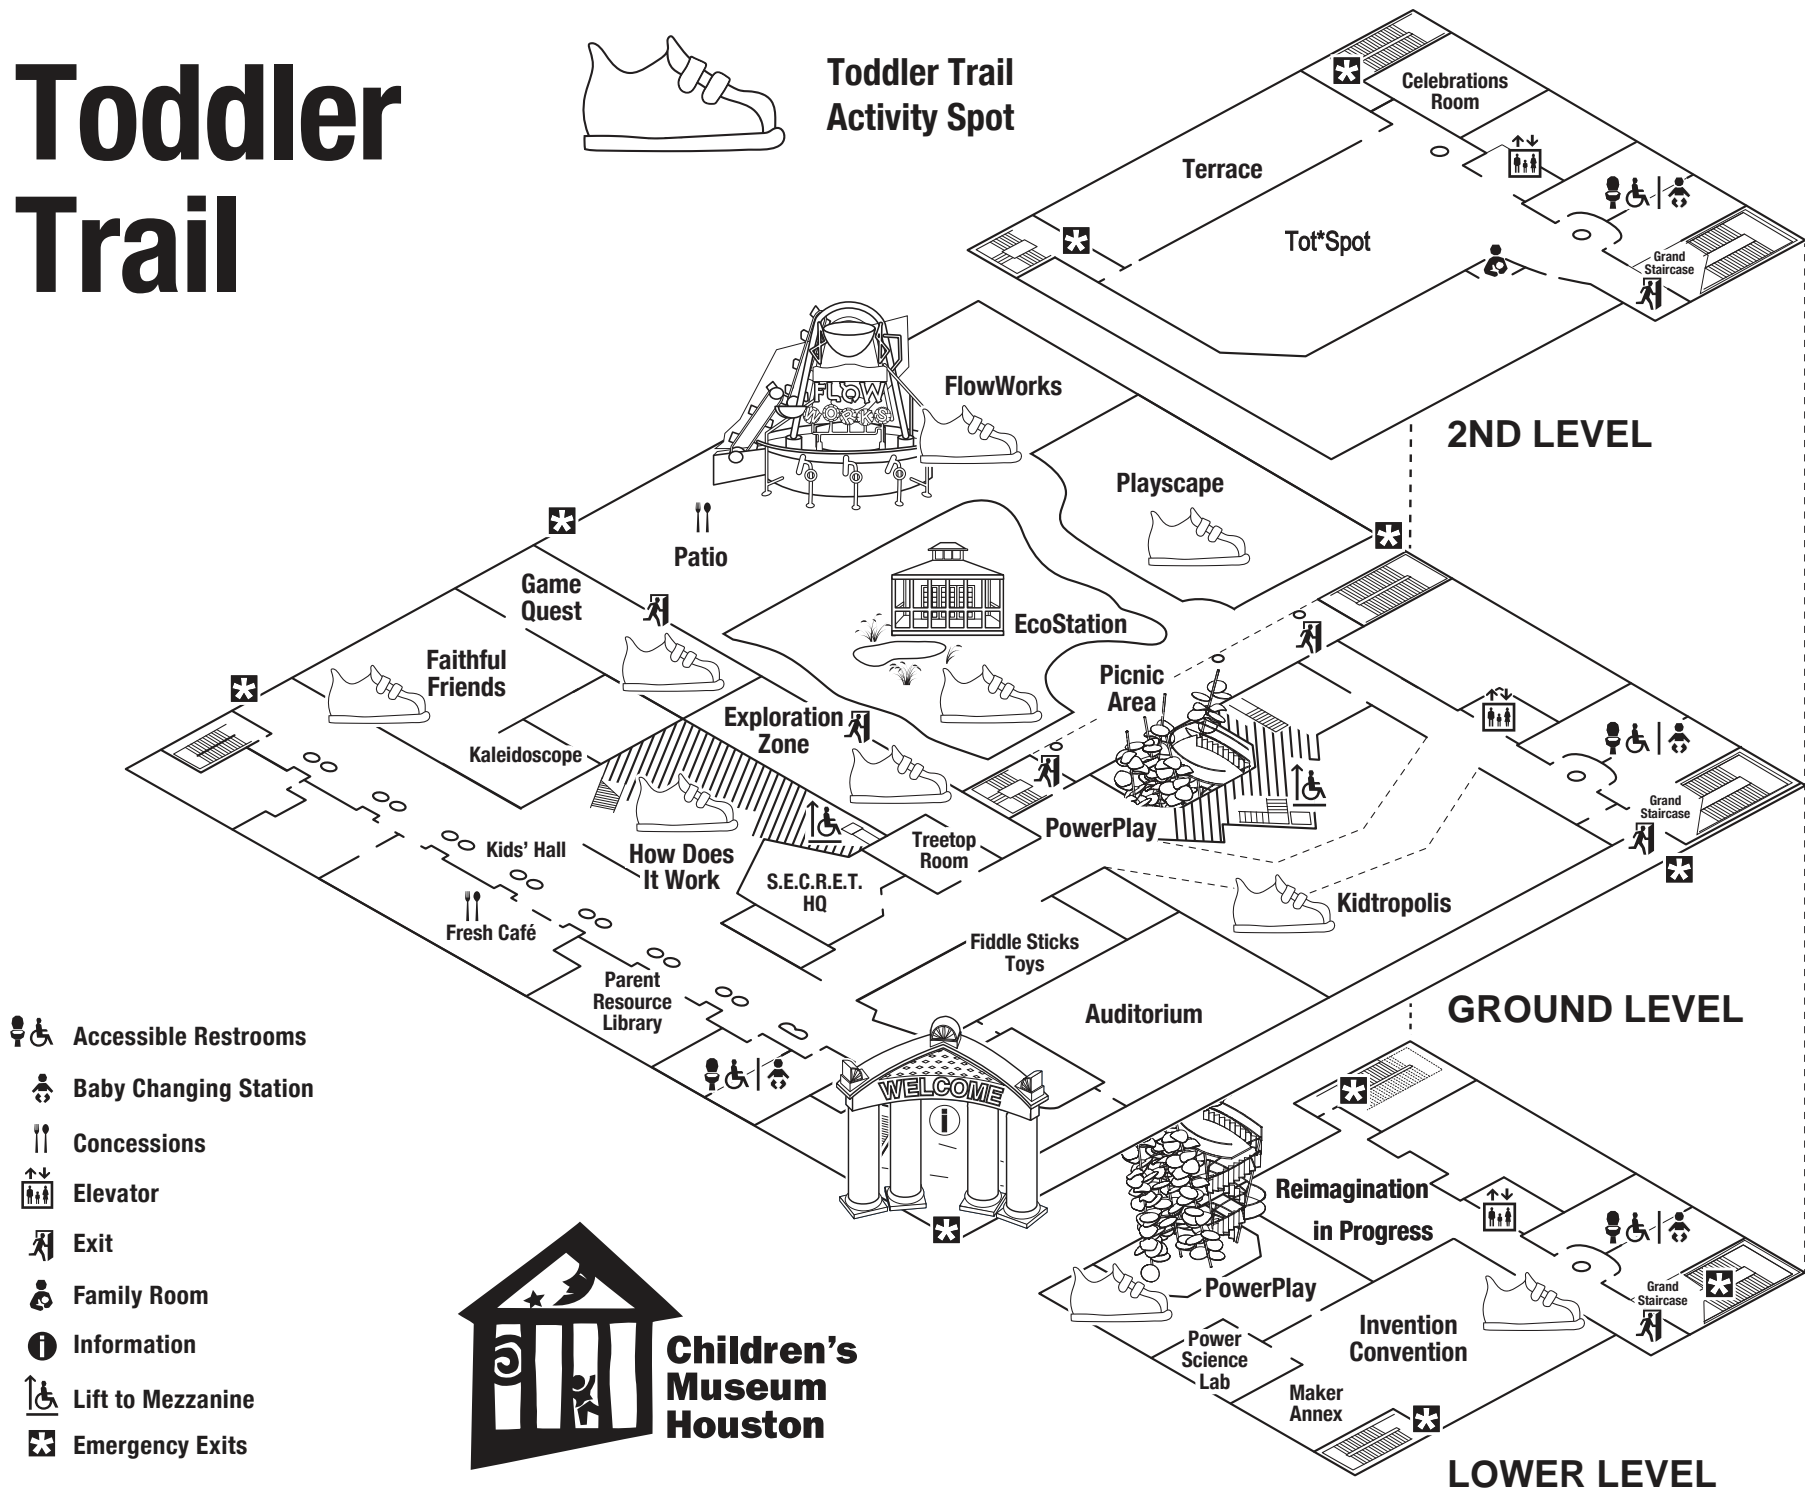 Toddler
Trail
Toddler Trail
Activity Spot
Celebrations
Room
Terrace
Tot*Spot
Grand
Staircase
2ND LEVEL
FLOW
WORKS
FlowWorks
Playscape
Patio
Game
Quest
EcoStation
Faithful
Friends
Picnic
Area
Exploration
Zone
Kaleidoscope
Grand
Staircase
PowerPlay
Treetop
Room
Kids' Hall
How Does
It Work
S.E.C.R.E.T.
HQ
Kidtropolis
Fresh Café
Fiddle Sticks
Toys
Parent
Resource
Library
Auditorium
GROUND LEVEL
WELCOME
i
Reimagination
in Progress
PowerPlay
Grand
Staircase
Invention
Convention
Power
Science
Lab
Maker
Annex
LOWER LEVEL
Accessible Restrooms
Baby Changing Station
Concessions
Elevator
Exit
Family Room
i Information
Lift to Mezzanine
Emergency Exits
Children's
Museum
Houston